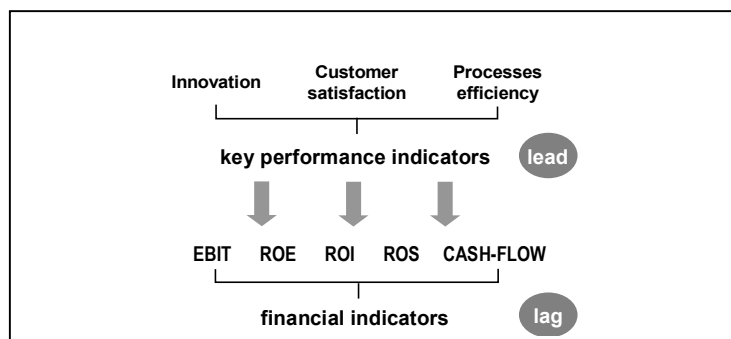 Innovation
Customer
satisfaction
Processes
efficiency
key performance indicators
lead
EBIT ROE ROI ROS CASH-FLOW
financial indicators
lag